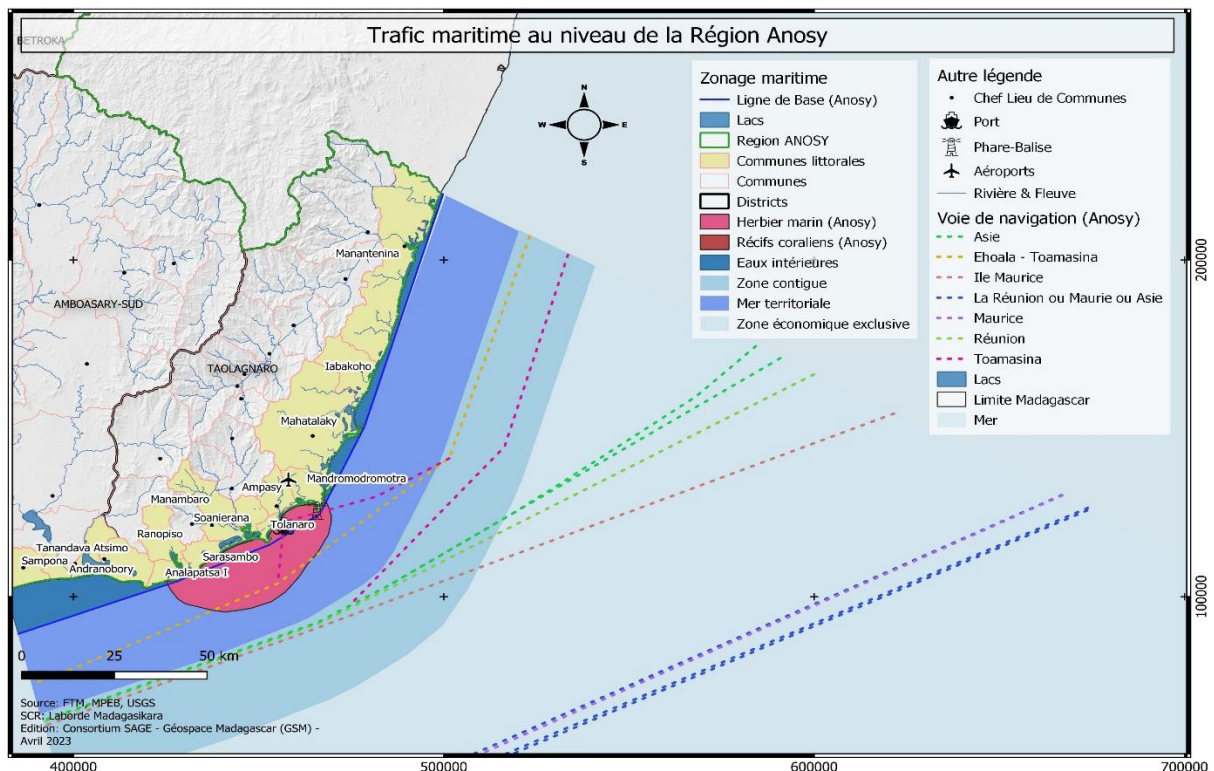 Trafic maritime au niveau de la Région Anosy
BETROKA
Zonage maritime
Ligne de Base (Anosy)
Lacs
Region ANOSY
Communes littorales
Communes
Districts
Herbier marin (Anosy)
Récifs coraliens (Anosy)
Eaux intérieures
Zone contigue
Mer territoriale
Zone économique exclusive
Autre légende
Chef Lieu de Communes
Port
Phare-Balise
Aéroports
Rivière & Fleuve
Voie de navigation (Anosy)
Asie
Ehoala - Toamasina
Ile Maurice
La Réunion ou Maurie ou Asie
Maurice
Réunion
Toamasina
Lacs
Limite Madagascar
Mer
N
W E
S
Manantenina
AMBOASARY-SUD
TAOLAGNARO
Iabakoho
Mahatalaky
Mandromodromotra
Ampasy
Manambaro
Soanierana
Ranopiso
Tolanaro
Tanandava Atsimo
Sarasambo
Sampona
Andranobory
Analapatsa I
200000
100000
0 25 50 km
Source: FTM, MPEB, USGS
SCR: Laborde Madagasikara
Edition: Consortium SAGE - Géospace Madagascar (GSM) -
Avril 2023
400000 500000 600000 700000